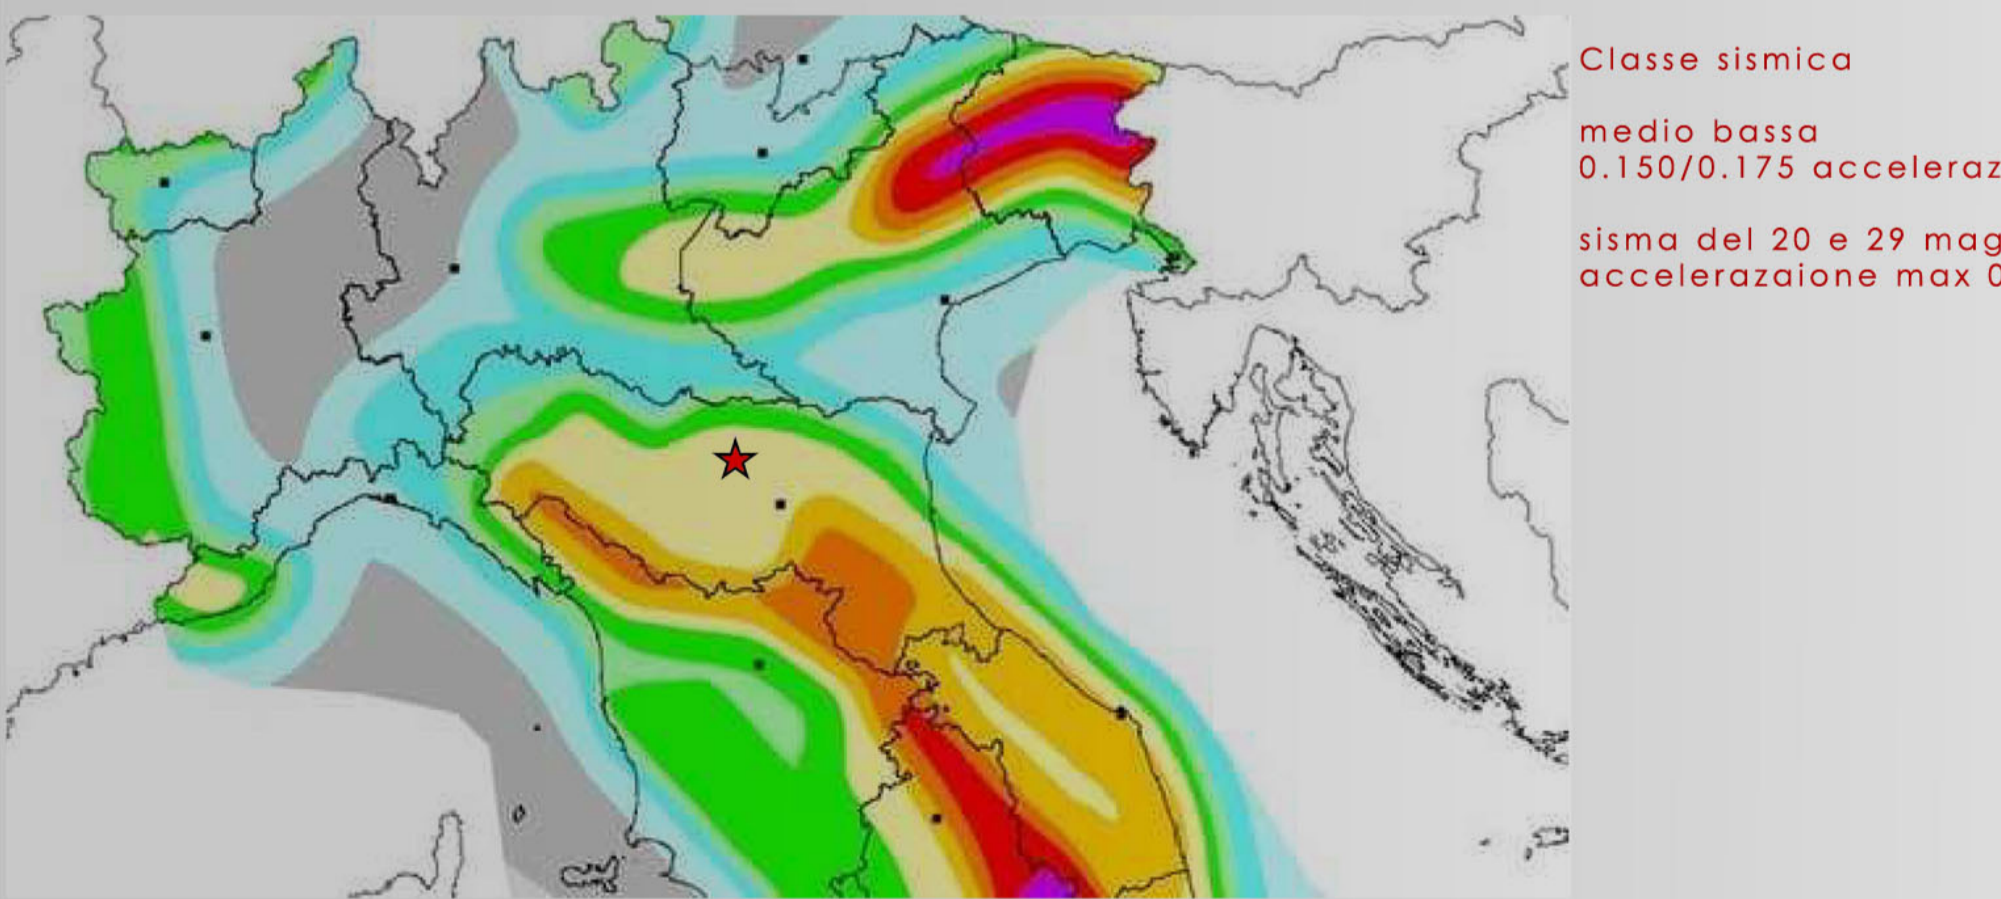 Classe sismica
medio bassa
0.150/0.175 acceleraz
sisma del 20 e 29 mag
accelerazaione max 0